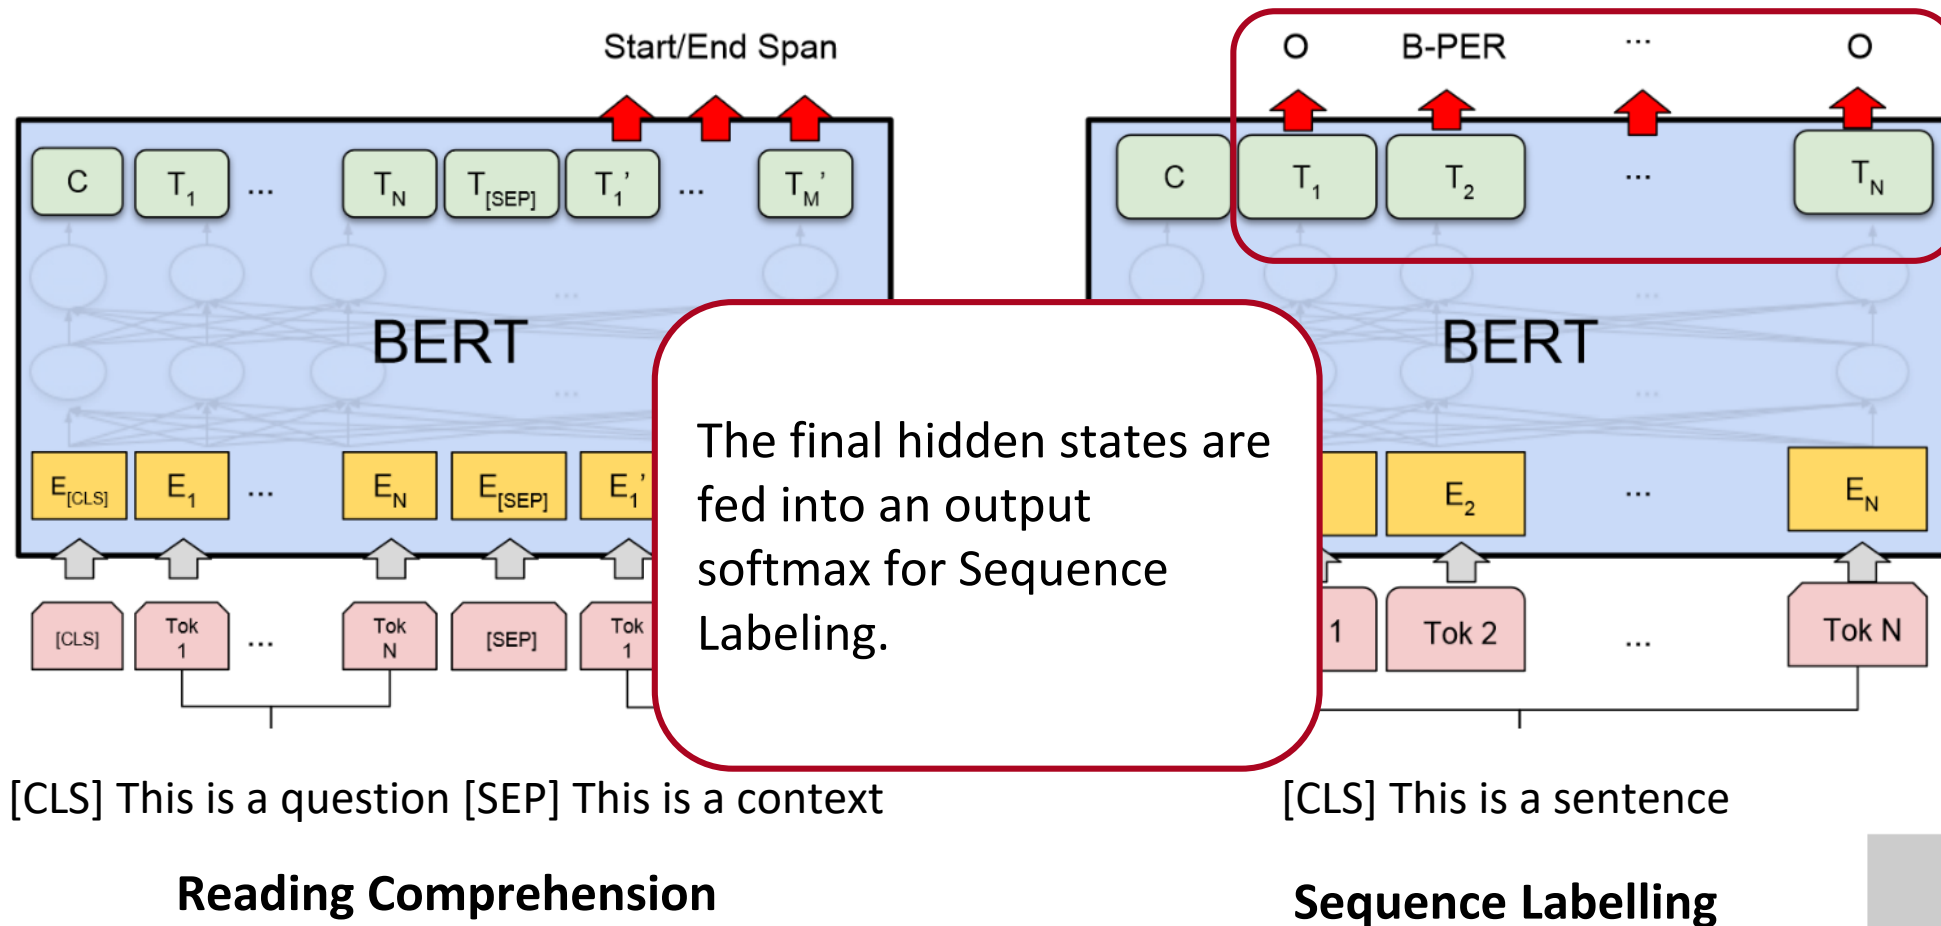 Start/End Span
C T1 ... TN T[SEP] T1’ ... TM’
...
BERT
...
E[CLS] E1 ... EN E[SEP] E1’
[CLS] Tok 1 ... Tok N [SEP] Tok 1
[CLS] This is a question [SEP] This is a context
Reading Comprehension
The final hidden states are
fed into an output
softmax for Sequence
Labeling.
O B-PER ... O
C T1 T2 ... TN
...
BERT
...
E2 ... EN
1 Tok 2 ... Tok N
[CLS] This is a sentence
Sequence Labelling